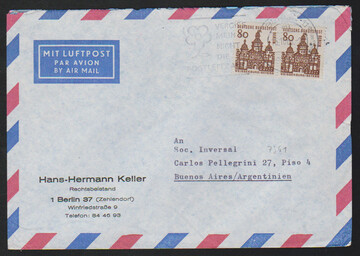 MIT LUFTPOST
PAR AVION
BY AIR MAIL
80
DEUTSCHE BUNDESPOST
80
DEUTSCHE BUNDESPOST
An
Soc, Inversal
Carlos Pellegrini 27, Piso 4
Buenos Aires/Argentinien
Hans-Hermann Keller
Rechtsbeistand
1 Berlin 37 (Zehlendorf)
Winfriedstraße 9
Telefon: 84 45 95